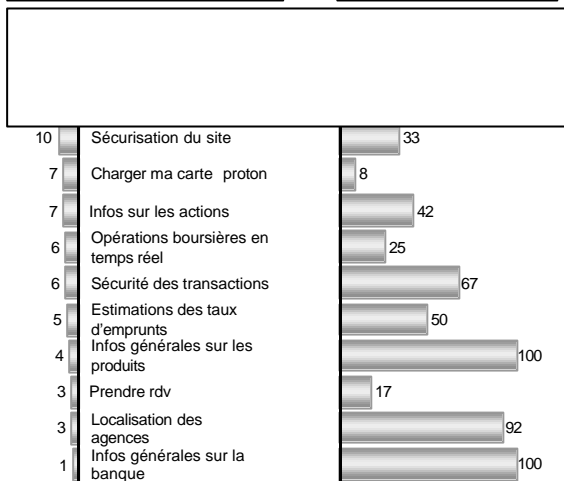 10 Sécurisation du site 33
7 Charger ma carte proton 8
7 Infos sur les actions 42
6 Opérations boursières en
temps réel 25
6 Sécurité des transactions 67
5 Estimations des taux
d'emprunts 50
4 Infos générales sur les
produits 100
3 Prendre rdv 17
3 Localisation des
agences 92
1 Infos générales sur la
banque 100